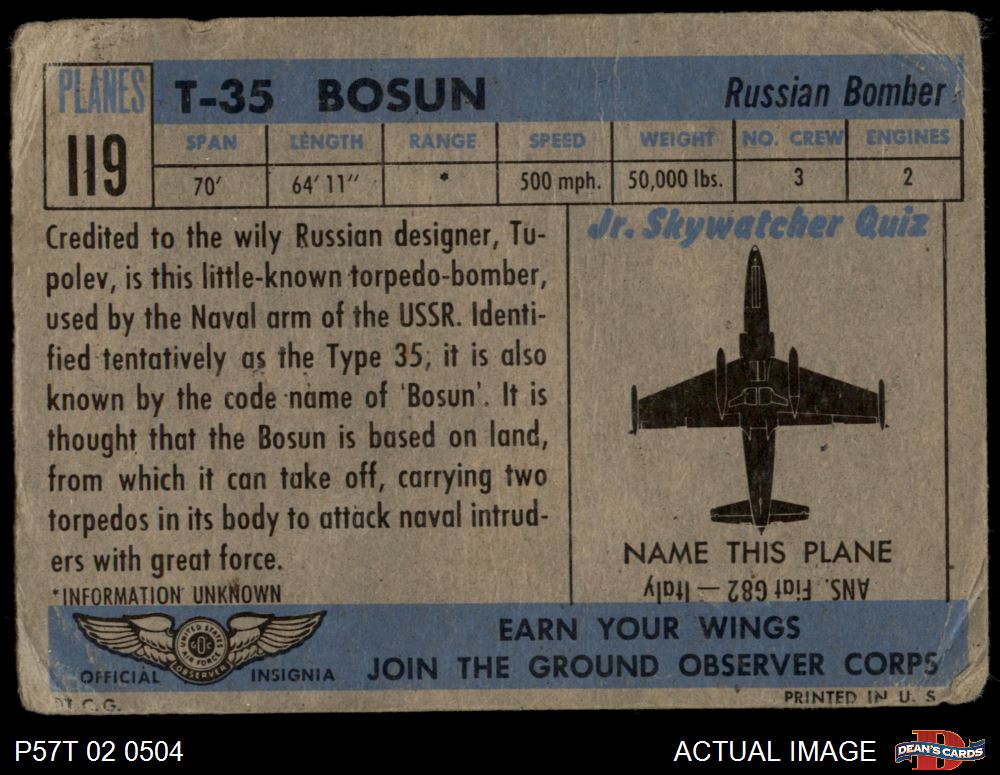 PLANES
119
T-35 BOSUN
Russian Bomber
SPAN LENGTH RANGE SPEED WEIGHT NO. CREW ENGINES
70' 64' 11" * 500 mph. 50,000 lbs. 3 2
Credited to the wily Russian designer, Tu-
polev, is this little-known torpedo-bomber,
used by the Naval arm of the USSR. Identi-
fied tentatively as the Type 35, it is also
known by the code name of 'Bosun'. It is
thought that the Bosun is based on land,
from which it can take off, carrying two
torpedos in its body to attack naval intrud-
ers with great force.
*INFORMATION UNKNOWN
Jr. Skywatcher Quiz
NAME THIS PLANE
ANS. Fiat G82 — Italy
UNITED STATES
GOC
AIR FORCE
OBSERVER
OFFICIAL INSIGNIA
EARN YOUR WINGS
JOIN THE GROUND OBSERVER CORPS
T.C.G.
PRINTED IN U. S
P57T 02 0504
ACTUAL IMAGE
D
DEAN'S CARDS